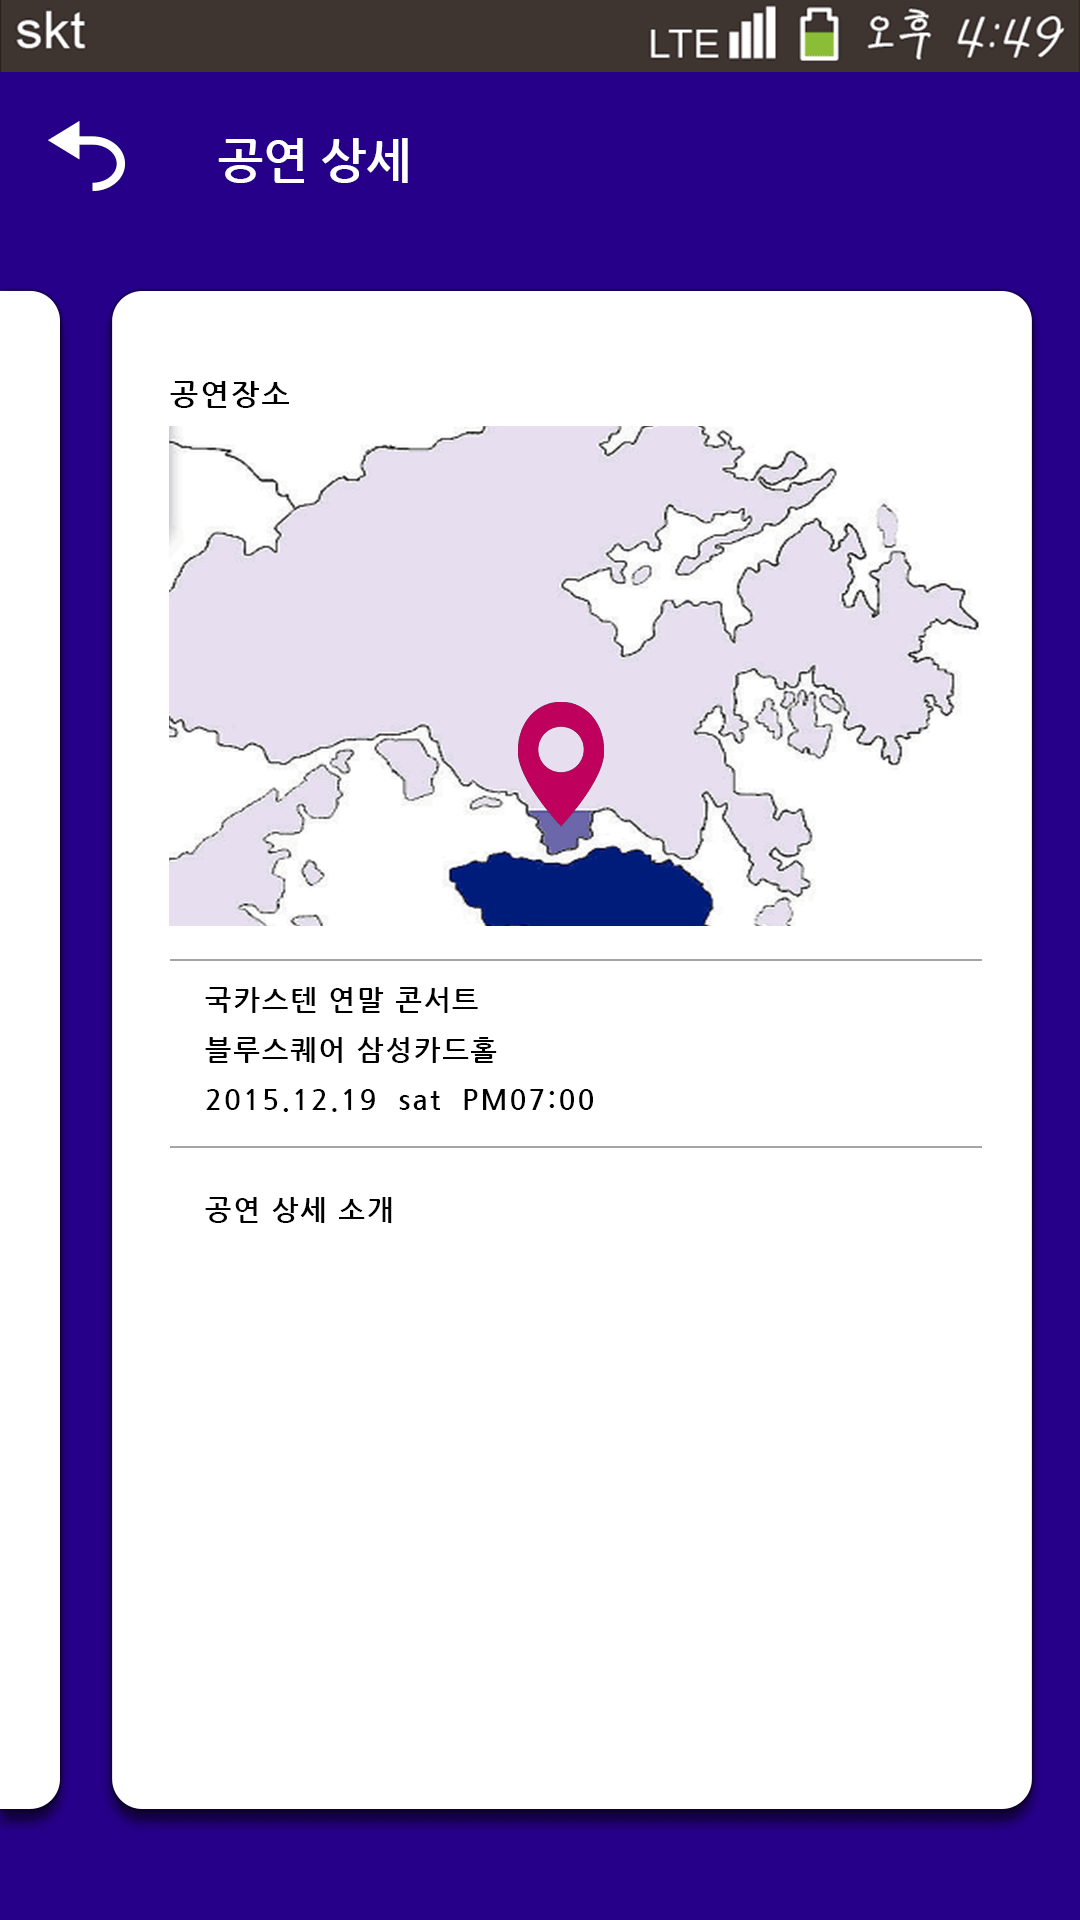 skt LTE 오후 4:49
공연 상세
공연장소
국카스텐 연말 콘서트
블루스퀘어 삼성카드홀
2015.12.19 sat PM07:00
공연 상세 소개